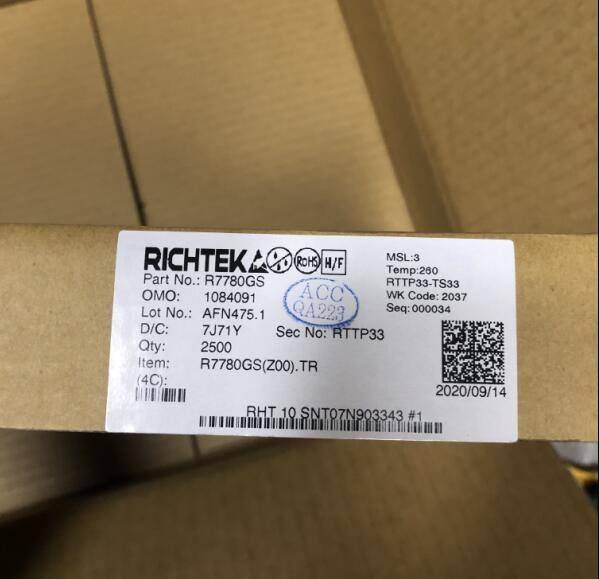 RICHTEK RoHS H/F
Part No.: R7780GS
OMO: 1084091
Lot No.: AFN475.1
D/C: 7J71Y Sec No: RTTP33
Qty: 2500
Item: R7780GS(Z00).TR
(4C):
ACC
QA223
MSL:3
Temp:260
RTTP33-TS33
WK Code: 2037
Seq: 000034
2020/09/14
RHT 10 SNT07N903343 #1